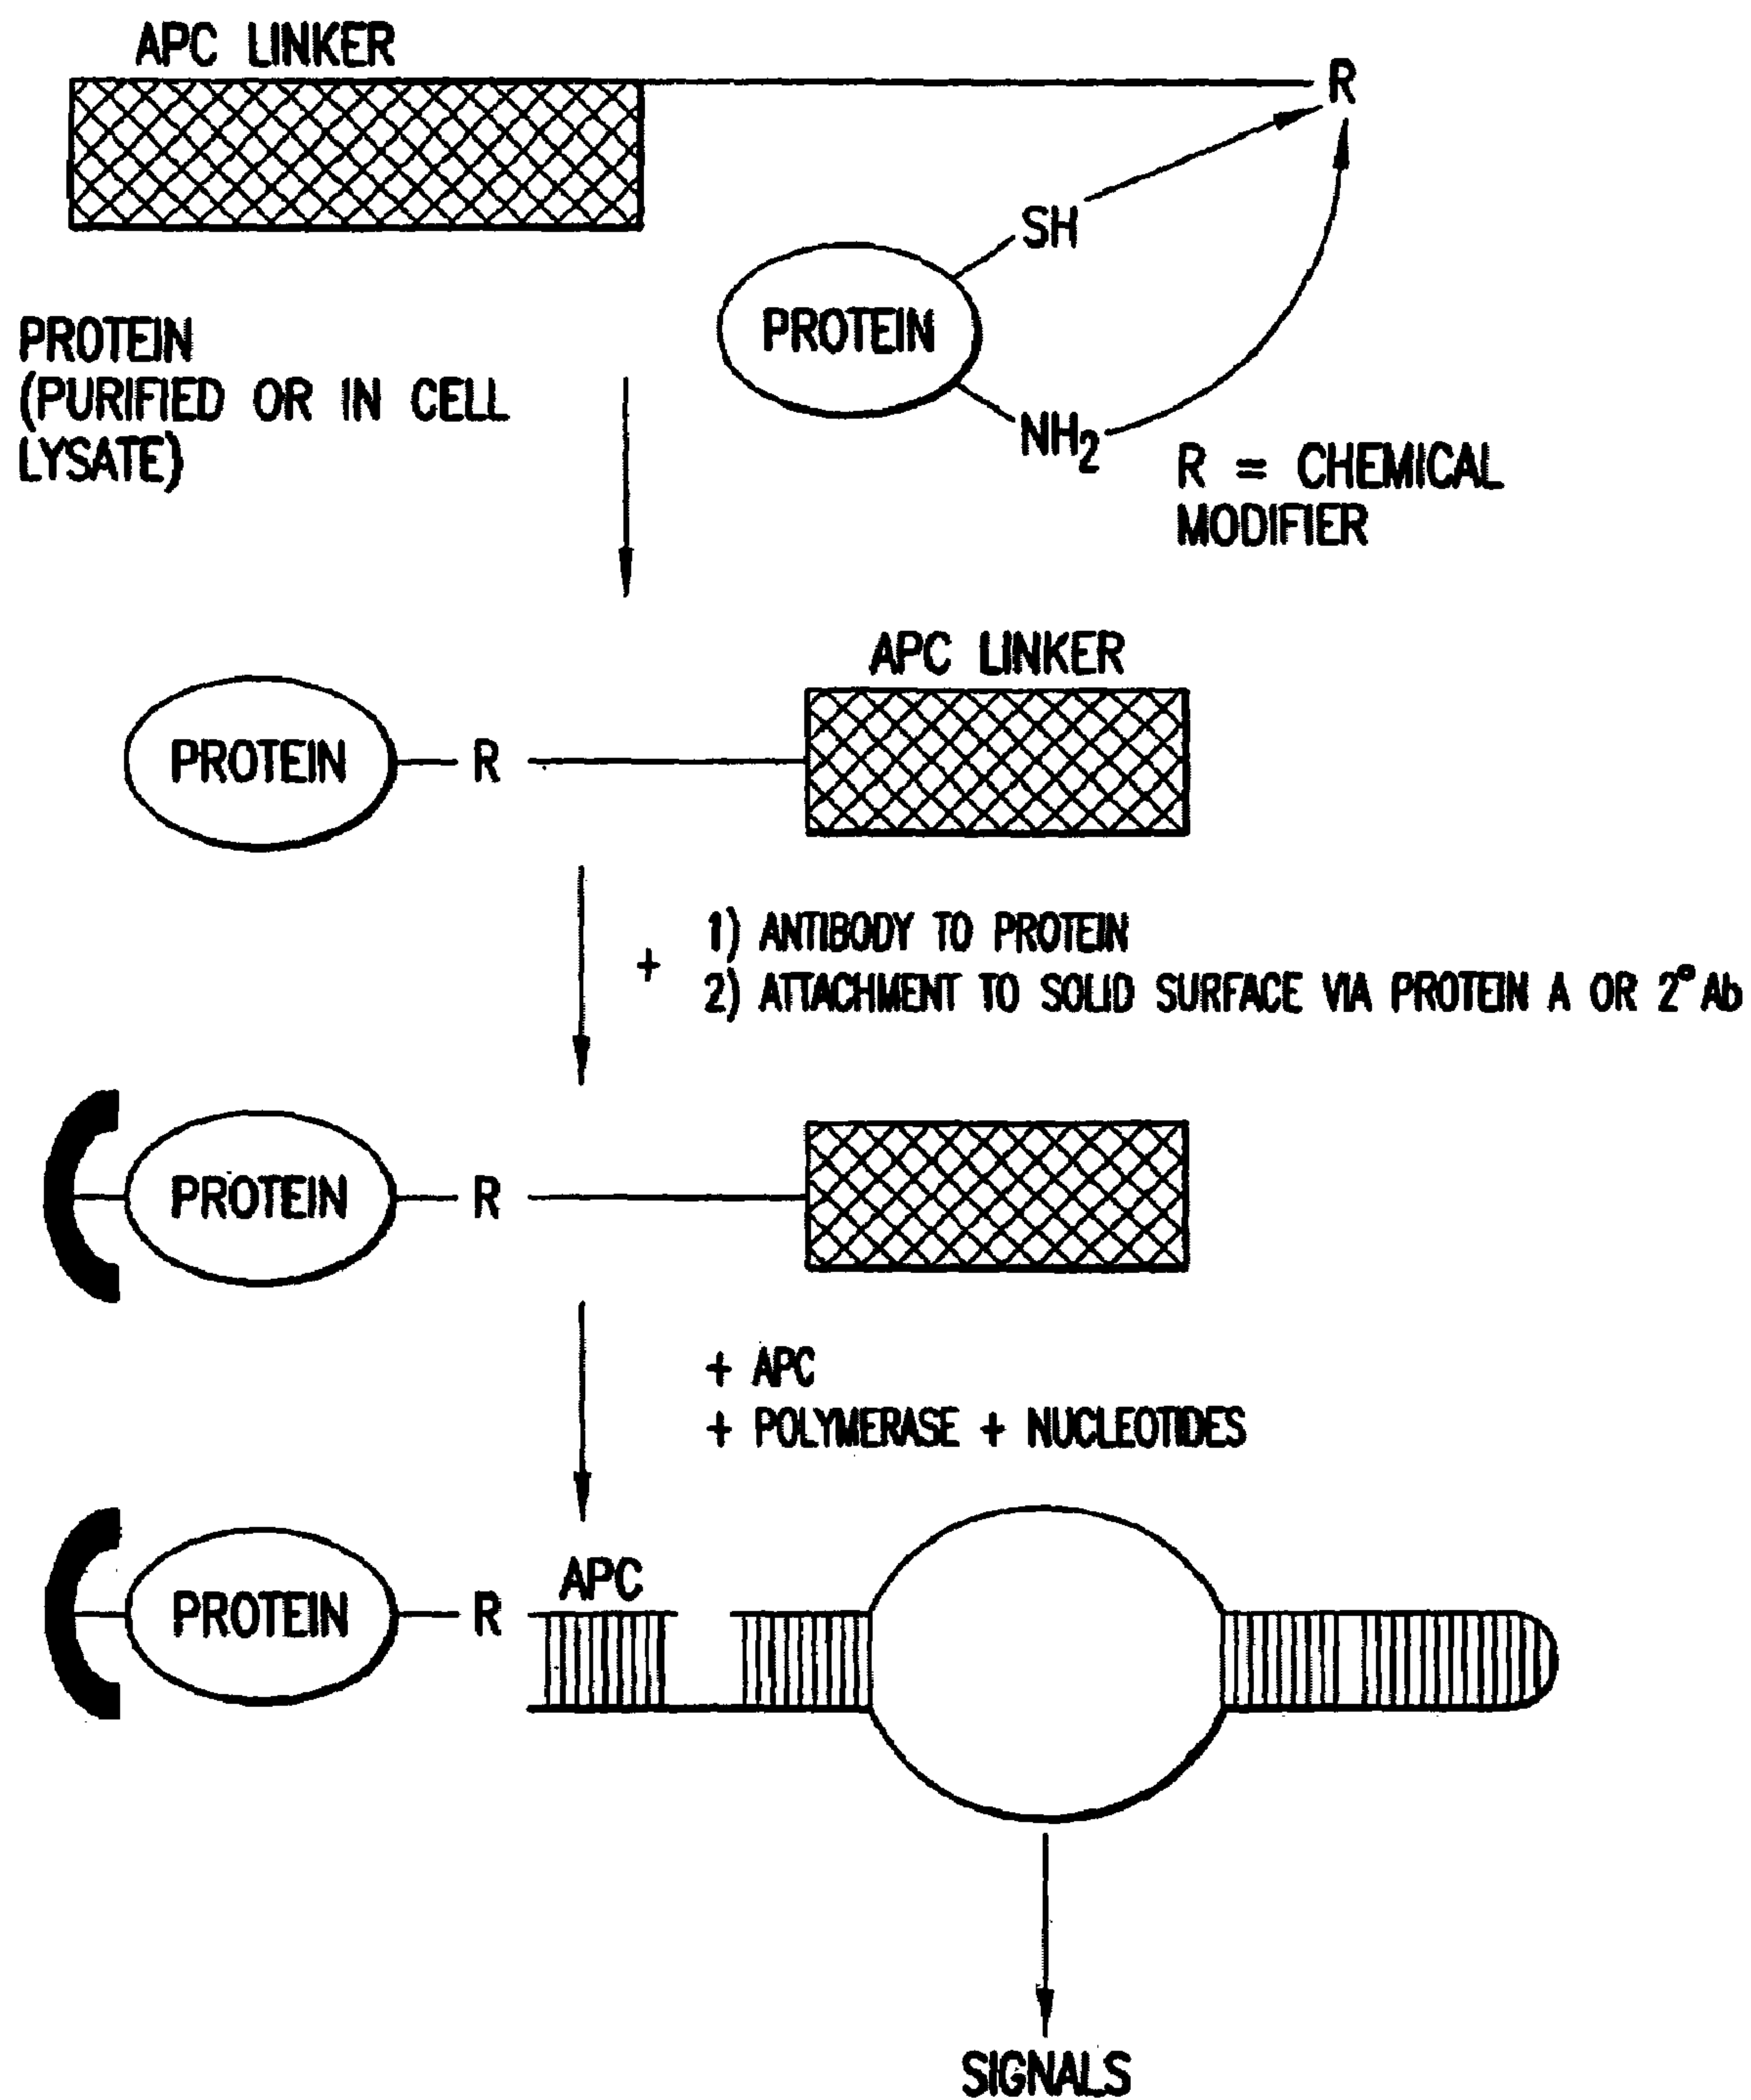 APC LINKER
R
SH
PROTEIN
NH2
PROTEIN
(PURIFIED OR IN CELL
LYSATE)
R = CHEMICAL
MODIFIER
APC LINKER
PROTEIN
R
+
1) ANTIBODY TO PROTEIN
2) ATTACHMENT TO SOLID SURFACE VIA PROTEIN A OR 2° Ab
PROTEIN
R
+ APC
+ POLYMERASE + NUCLEOTIDES
APC
PROTEIN
R
SIGNALS